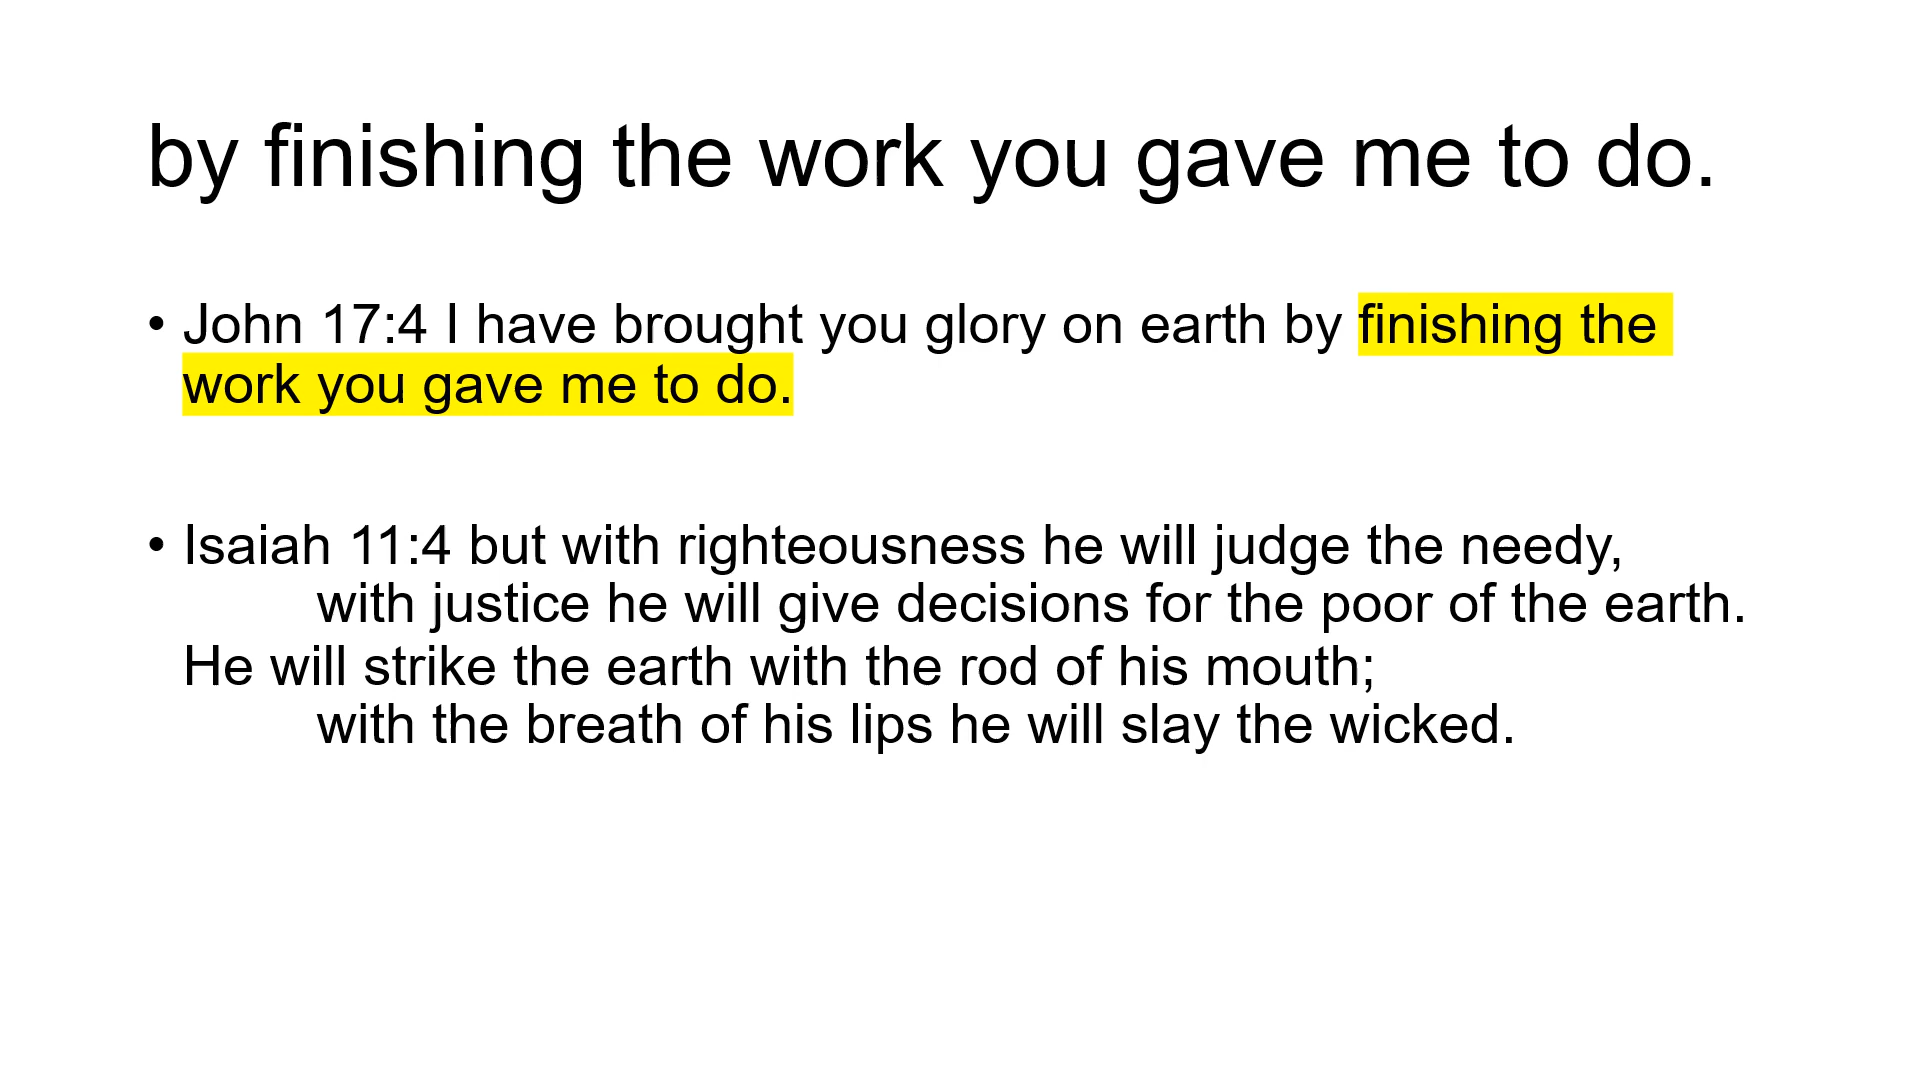 by finishing the work you gave me to do.
• John 17:4 I have brought you glory on earth by finishing the
work you gave me to do.
• Isaiah 11:4 but with righteousness he will judge the needy,
with justice he will give decisions for the poor of the earth.
He will strike the earth with the rod of his mouth;
with the breath of his lips he will slay the wicked.